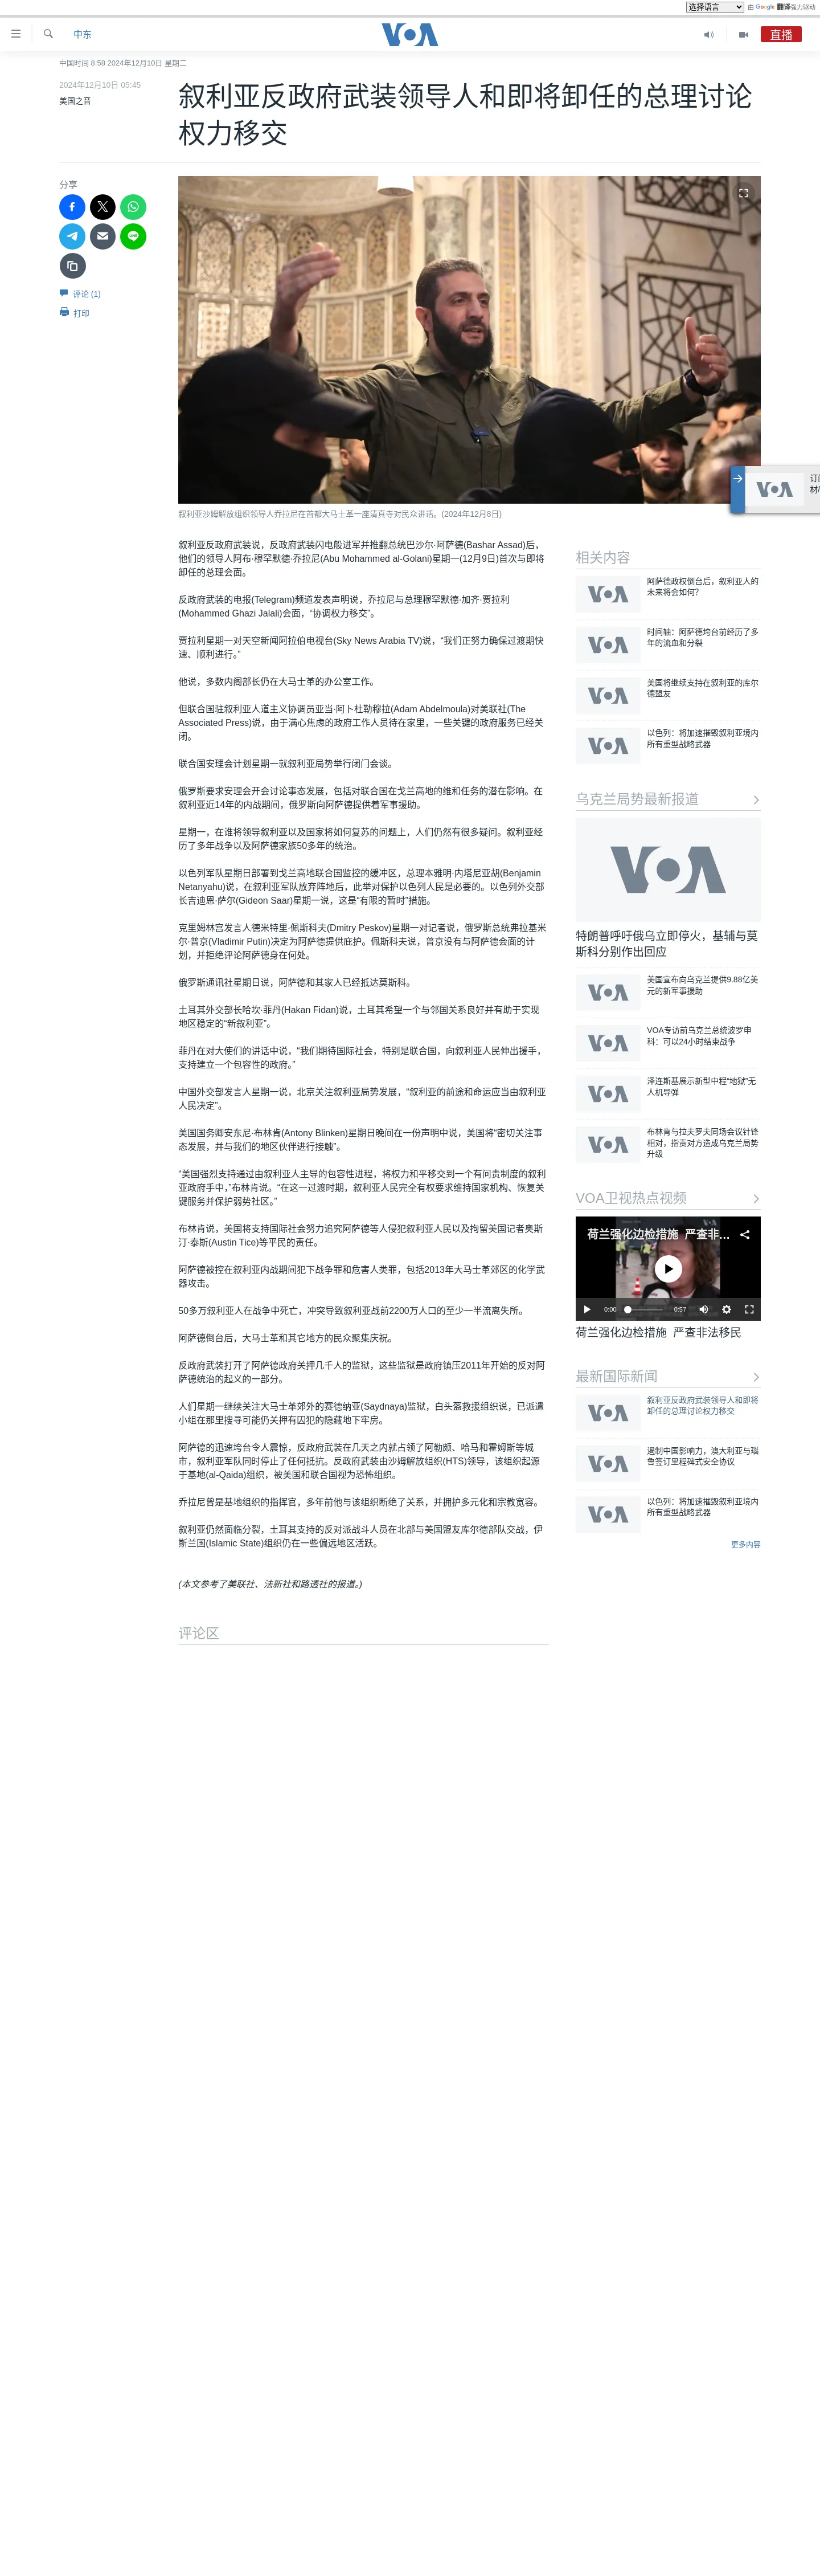 选择语言
由 Google 翻译强力驱动
中东
VOA
直播
中国时间 8:58 2024年12月10日 星期二
2024年12月10日 05:45
美国之音
叙利亚反政府武装领导人和即将卸任的总理讨论
权力移交
分享
评论 (1)
打印
叙利亚沙姆解放组织领导人乔拉尼在首都大马士革一座清真寺对民众讲话。(2024年12月8日)
VOA
叙利亚反政府武装说，反政府武装闪电般进军并推翻总统巴沙尔·阿萨德(Bashar Assad)后，
他们的领导人阿布·穆罕默德·乔拉尼(Abu Mohammed al-Golani)星期一(12月9日)首次与即将
卸任的总理会面。
反政府武装的电报(Telegram)频道发表声明说，乔拉尼与总理穆罕默德·加齐·贾拉利
(Mohammed Ghazi Jalali)会面，“协调权力移交”。
贾拉利星期一对天空新闻阿拉伯电视台(Sky News Arabia TV)说，“我们正努力确保过渡期快
速、顺利进行。”
他说，多数内阁部长仍在大马士革的办公室工作。
但联合国驻叙利亚人道主义协调员亚当·阿卜杜勒穆拉(Adam Abdelmoula)对美联社(The
Associated Press)说，由于满心焦虑的政府工作人员待在家里，一些关键的政府服务已经关
闭。
联合国安理会计划星期一就叙利亚局势举行闭门会谈。
俄罗斯要求安理会开会讨论事态发展，包括对联合国在戈兰高地的维和任务的潜在影响。在
叙利亚近14年的内战期间，俄罗斯向阿萨德提供着军事援助。
星期一，在谁将领导叙利亚以及国家将如何复苏的问题上，人们仍然有很多疑问。叙利亚经
历了多年战争以及阿萨德家族50多年的统治。
以色列军队星期日部署到戈兰高地联合国监控的缓冲区，总理本雅明·内塔尼亚胡(Benjamin
Netanyahu)说，在叙利亚军队放弃阵地后，此举对保护以色列人民是必要的。以色列外交部
长吉迪恩·萨尔(Gideon Saar)星期一说，这是“有限的暂时”措施。
克里姆林宫发言人德米特里·佩斯科夫(Dmitry Peskov)星期一对记者说，俄罗斯总统弗拉基米
尔·普京(Vladimir Putin)决定为阿萨德提供庇护。佩斯科夫说，普京没有与阿萨德会面的计
划，并拒绝评论阿萨德身在何处。
俄罗斯通讯社星期日说，阿萨德和其家人已经抵达莫斯科。
土耳其外交部长哈坎·菲丹(Hakan Fidan)说，土耳其希望一个与邻国关系良好并有助于实现
地区稳定的“新叙利亚”。
菲丹在对大使们的讲话中说，“我们期待国际社会，特别是联合国，向叙利亚人民伸出援手，
支持建立一个包容性的政府。”
中国外交部发言人星期一说，北京关注叙利亚局势发展，“叙利亚的前途和命运应当由叙利亚
人民决定”。
美国国务卿安东尼·布林肯(Antony Blinken)星期日晚间在一份声明中说，美国将“密切关注事
态发展，并与我们的地区伙伴进行接触”。
“美国强烈支持通过由叙利亚人主导的包容性进程，将权力和平移交到一个有问责制度的叙利
亚政府手中，”布林肯说。“在这一过渡时期，叙利亚人民完全有权要求维持国家机构、恢复关
键服务并保护弱势社区。”
布林肯说，美国将支持国际社会努力追究阿萨德等人侵犯叙利亚人民以及拘留美国记者奥斯
汀·泰斯(Austin Tice)等平民的责任。
阿萨德被控在叙利亚内战期间犯下战争罪和危害人类罪，包括2013年大马士革郊区的化学武
器攻击。
50多万叙利亚人在战争中死亡，冲突导致叙利亚战前2200万人口的至少一半流离失所。
阿萨德倒台后，大马士革和其它地方的民众聚集庆祝。
反政府武装打开了阿萨德政府关押几千人的监狱，这些监狱是政府镇压2011年开始的反对阿
萨德统治的起义的一部分。
人们星期一继续关注大马士革郊外的赛德纳亚(Saydnaya)监狱，白头盔救援组织说，已派遣
小组在那里搜寻可能仍关押有囚犯的隐藏地下牢房。
阿萨德的迅速垮台令人震惊，反政府武装在几天之内就占领了阿勒颇、哈马和霍姆斯等城
市，叙利亚军队同时停止了任何抵抗。反政府武装由沙姆解放组织(HTS)领导，该组织起源
于基地(al-Qaida)组织，被美国和联合国视为恐怖组织。
乔拉尼曾是基地组织的指挥官，多年前他与该组织断绝了关系，并拥护多元化和宗教宽容。
叙利亚仍然面临分裂，土耳其支持的反对派战斗人员在北部与美国盟友库尔德部队交战，伊
斯兰国(Islamic State)组织仍在一些偏远地区活跃。
(本文参考了美联社、法新社和路透社的报道。)
评论区
相关内容
VOA
阿萨德政权倒台后，叙利亚人的
未来将会如何?
VOA
时间轴：阿萨德垮台前经历了多
年的流血和分裂
VOA
美国将继续支持在叙利亚的库尔
德盟友
VOA
以色列：将加速摧毁叙利亚境内
所有重型战略武器
乌克兰局势最新报道
VOA
特朗普呼吁俄乌立即停火，基辅与莫
斯科分别作出回应
VOA
美国宣布向乌克兰提供9.88亿美
元的新军事援助
VOA
VOA专访前乌克兰总统波罗申
科：可以24小时结束战争
VOA
泽连斯基展示新型中程“地狱”无
人机导弹
VOA
布林肯与拉夫罗夫同场会议针锋
相对，指责对方造成乌克兰局势
升级
VOA卫视热点视频
荷兰强化边检措施 严查非...
0:00
0:57
荷兰强化边检措施 严查非法移民
最新国际新闻
VOA
叙利亚反政府武装领导人和即将
卸任的总理讨论权力移交
VOA
遏制中国影响力，澳大利亚与瑙
鲁签订里程碑式安全协议
VOA
以色列：将加速摧毁叙利亚境内
所有重型战略武器
更多内容